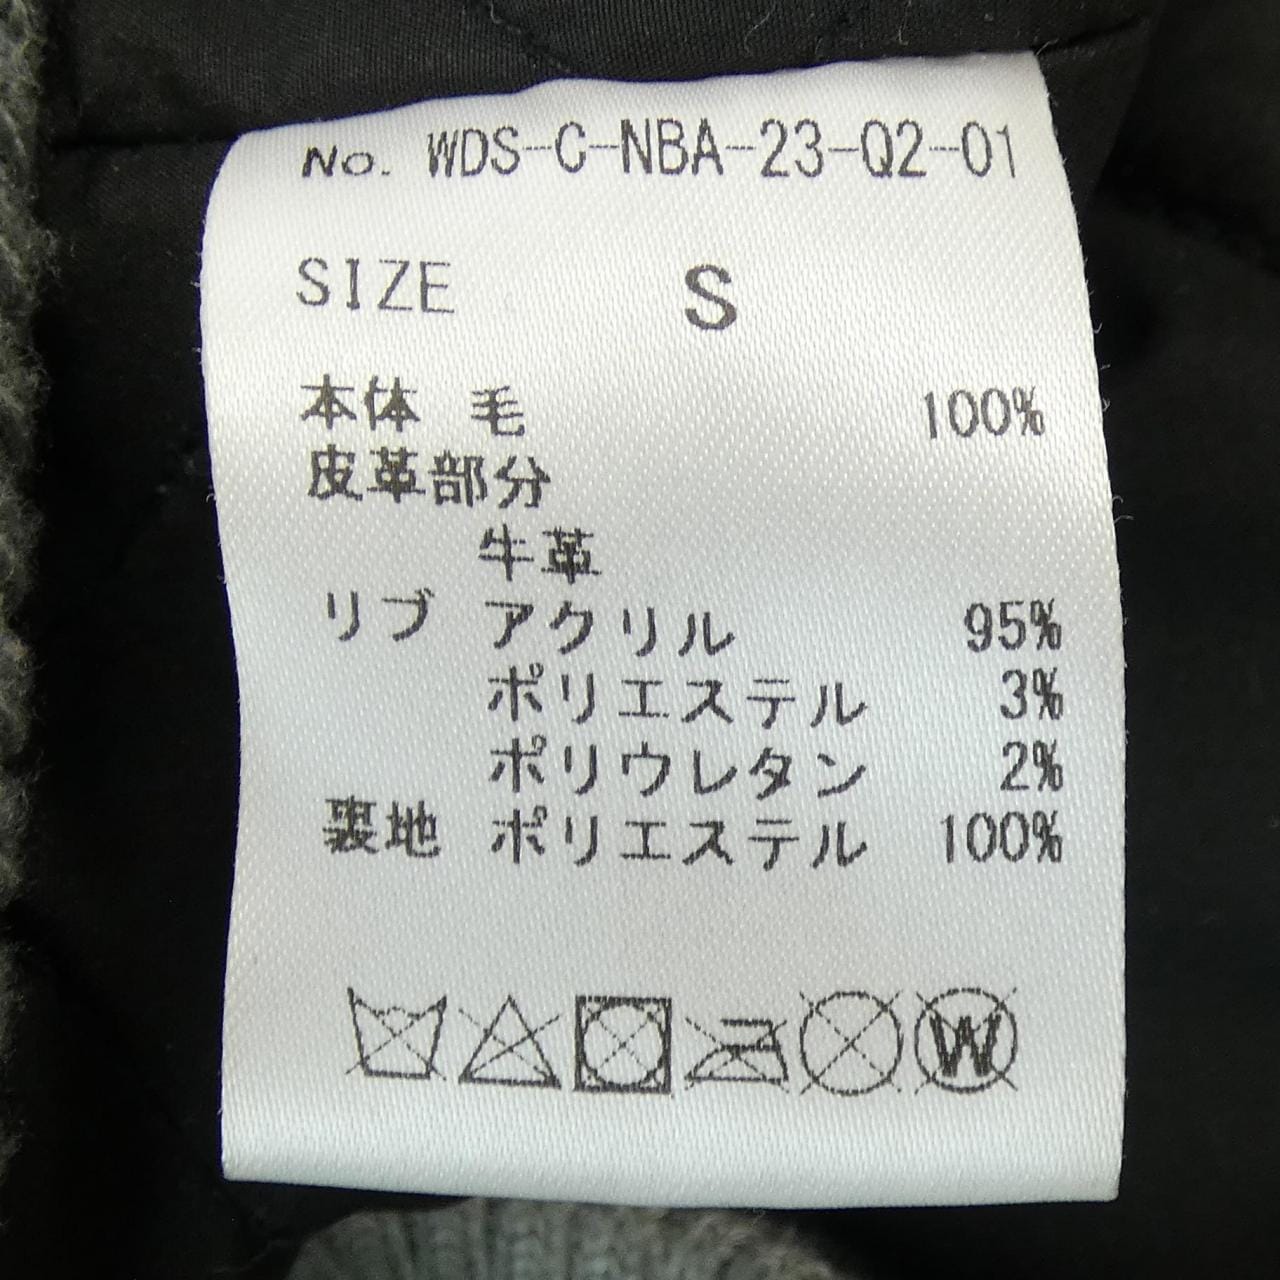 No. WDS-C-NBA-23-Q2-01
SIZE S
本体 毛 100%
皮革部分
牛革
リブ アクリル 95%
ポリエステル 3%
ポリウレタン 2%
裏地 ポリエステル 100%
W